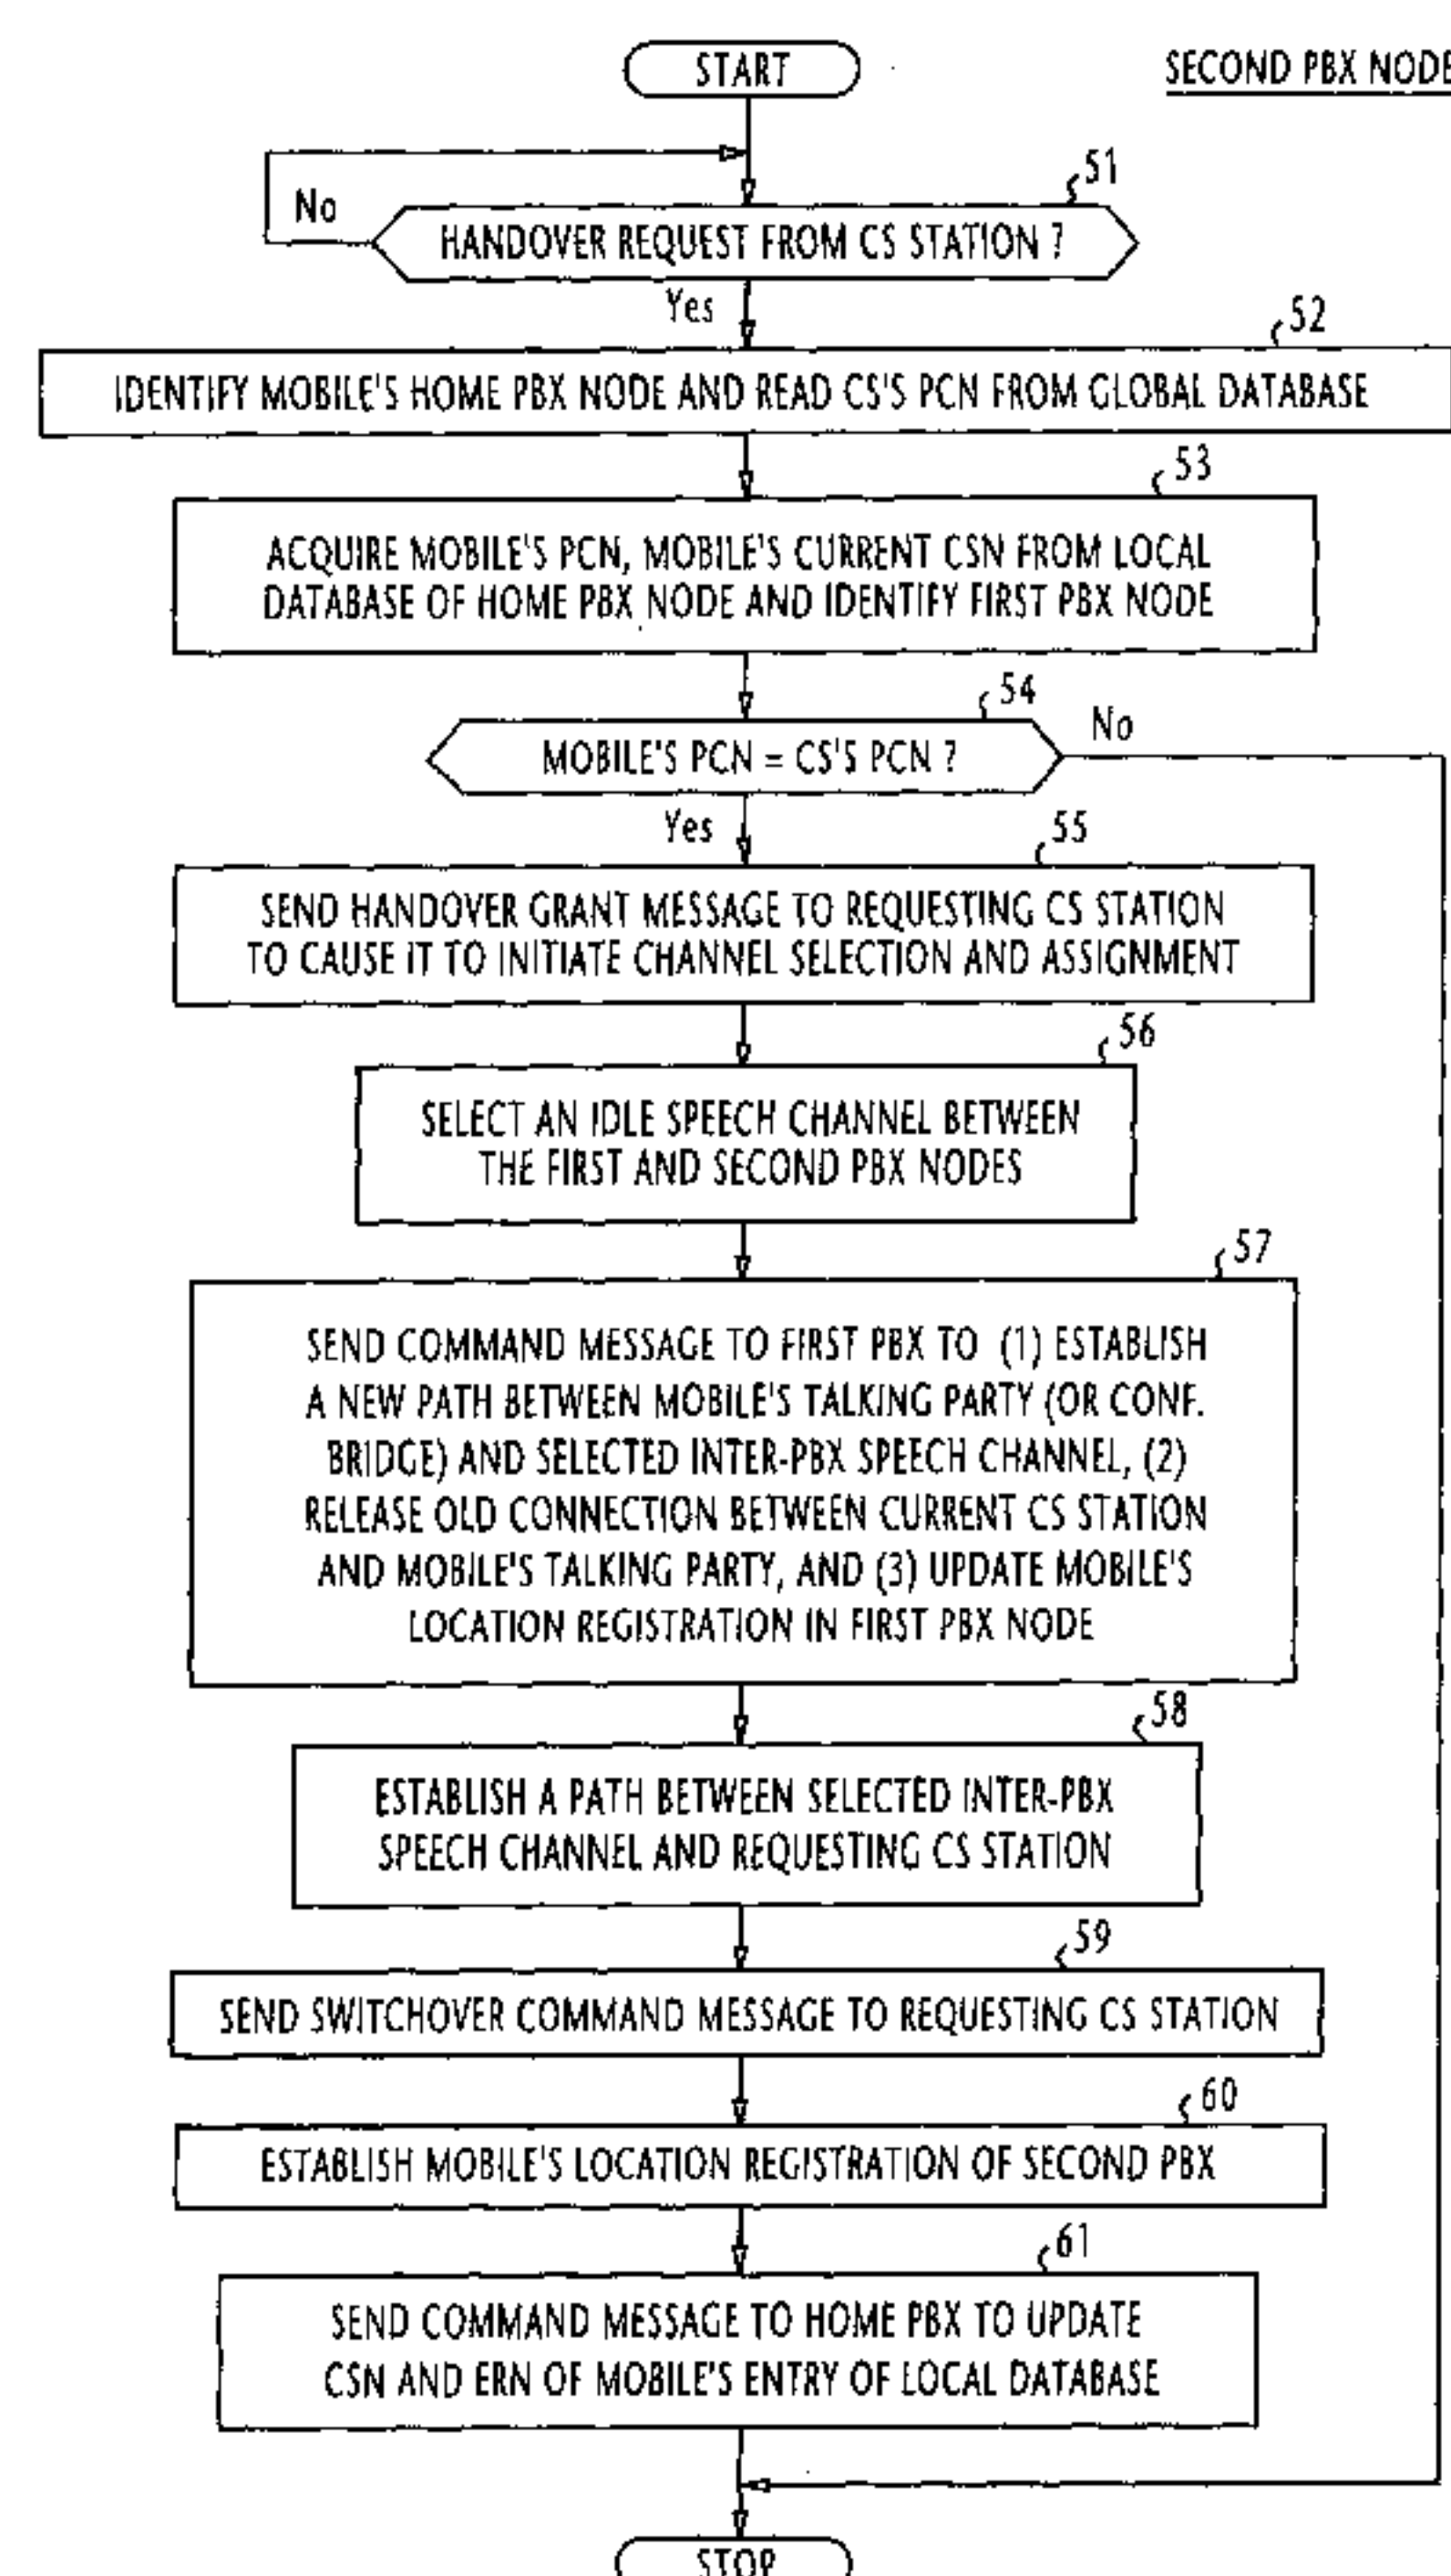 START
SECOND PBX NODE
No
51
HANDOVER REQUEST FROM CS STATION ?
Yes
52
IDENTIFY MOBILE'S HOME PBX NODE AND READ CS'S PCN FROM GLOBAL DATABASE
53
ACQUIRE MOBILE'S PCN, MOBILE'S CURRENT CSN FROM LOCAL
DATABASE OF HOME PBX NODE AND IDENTIFY FIRST PBX NODE
54
MOBILE'S PCN = CS'S PCN ?
No
Yes
55
SEND HANDOVER GRANT MESSAGE TO REQUESTING CS STATION
TO CAUSE IT TO INITIATE CHANNEL SELECTION AND ASSIGNMENT
56
SELECT AN IDLE SPEECH CHANNEL BETWEEN
THE FIRST AND SECOND PBX NODES
57
SEND COMMAND MESSAGE TO FIRST PBX TO (1) ESTABLISH
A NEW PATH BETWEEN MOBILE'S TALKING PARTY (OR CONF.
BRIDGE) AND SELECTED INTER-PBX SPEECH CHANNEL, (2)
RELEASE OLD CONNECTION BETWEEN CURRENT CS STATION
AND MOBILE'S TALKING PARTY, AND (3) UPDATE MOBILE'S
LOCATION REGISTRATION IN FIRST PBX NODE
58
ESTABLISH A PATH BETWEEN SELECTED INTER-PBX
SPEECH CHANNEL AND REQUESTING CS STATION
59
SEND SWITCHOVER COMMAND MESSAGE TO REQUESTING CS STATION
60
ESTABLISH MOBILE'S LOCATION REGISTRATION OF SECOND PBX
61
SEND COMMAND MESSAGE TO HOME PBX TO UPDATE
CSN AND ERN OF MOBILE'S ENTRY OF LOCAL DATABASE
STOP